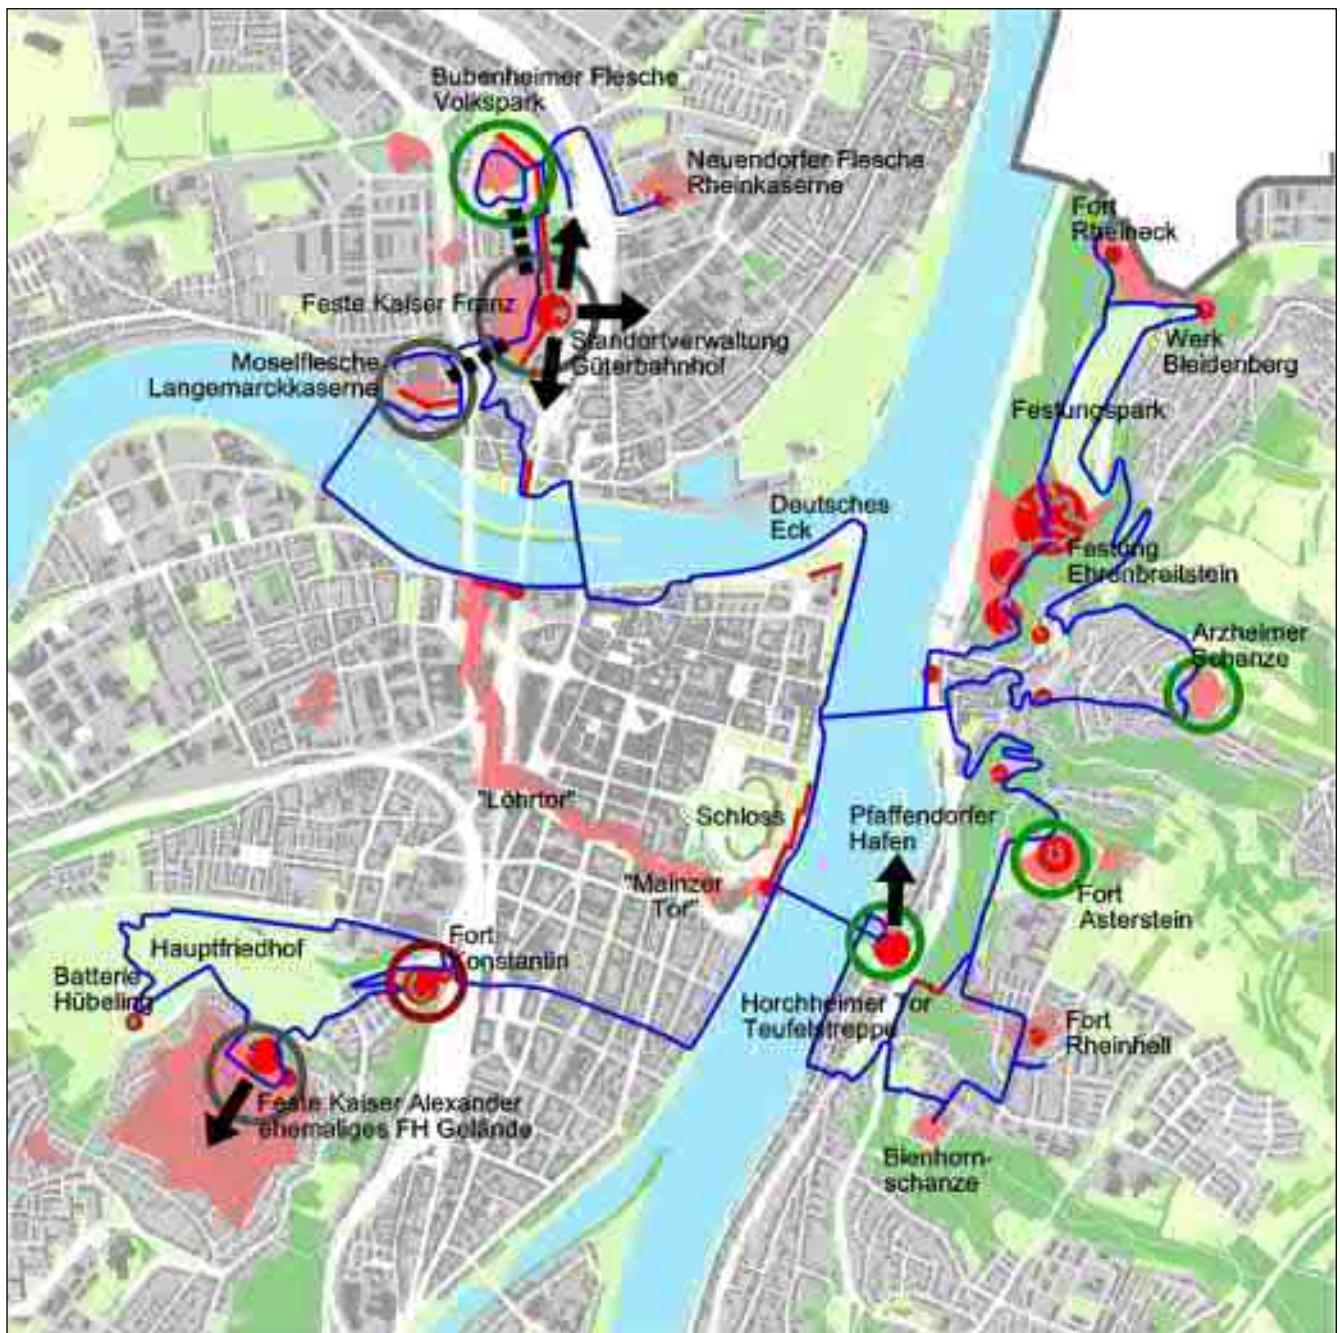 Bubenheimer Flesche
Volkspark
Neuendorfer Flesche
Rheinkaserne
Fort
Rheineck
Feste Kaiser Franz
Standortverwaltung
Güterbahnhof
Moselflesche
Langemarckkaserne
Werk
Bleidenberg
Festungspark
Deutsches
Eck
Festung
Ehrenbreitstein
Arzheimer
Schanze
"Löhrtor"
Schloss
Pfaffendorfer
Hafen
"Mainzer
Tor"
Fort
Asterstein
Hauptfriedhof
Fort
Konstantin
Batterie
Hübeling
Horchheimer Tor
Teufelstreppe
Fort
Rheinhell
Feste Kaiser Alexander
ehemaliges FH Gelände
Bienhorn-
schanze